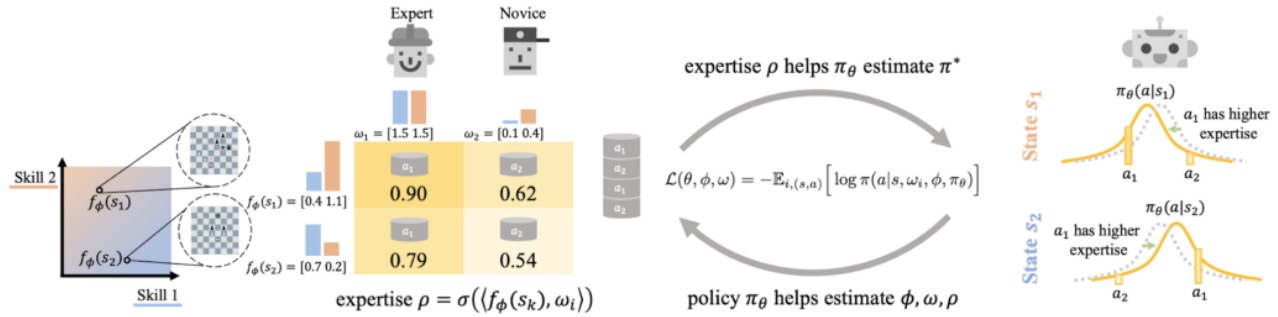 Skill 2
f_ϕ(s_1)
f_ϕ(s_2)
Skill 1
Expert
Novice
ω_1 = [1.5 1.5]
ω_2 = [0.1 0.4]
f_ϕ(s_1) = [0.4 1.1]
a_1
0.90
a_2
0.62
f_ϕ(s_2) = [0.7 0.2]
a_1
0.79
a_2
0.54
expertise ρ = σ(⟨f_ϕ(s_k), ω_i⟩)
a_1
a_2
a_1
a_2
expertise ρ helps π_θ estimate π*
ℒ(θ, ϕ, ω) = −𝔼_{i,(s,a)}[log π(a|s, ω_i, ϕ, π_θ)]
policy π_θ helps estimate ϕ, ω, ρ
State s_1
π_θ(a|s_1)
a_1 has higher
expertise
a_1
a_2
State s_2
π_θ(a|s_2)
a_1 has higher
expertise
a_2
a_1